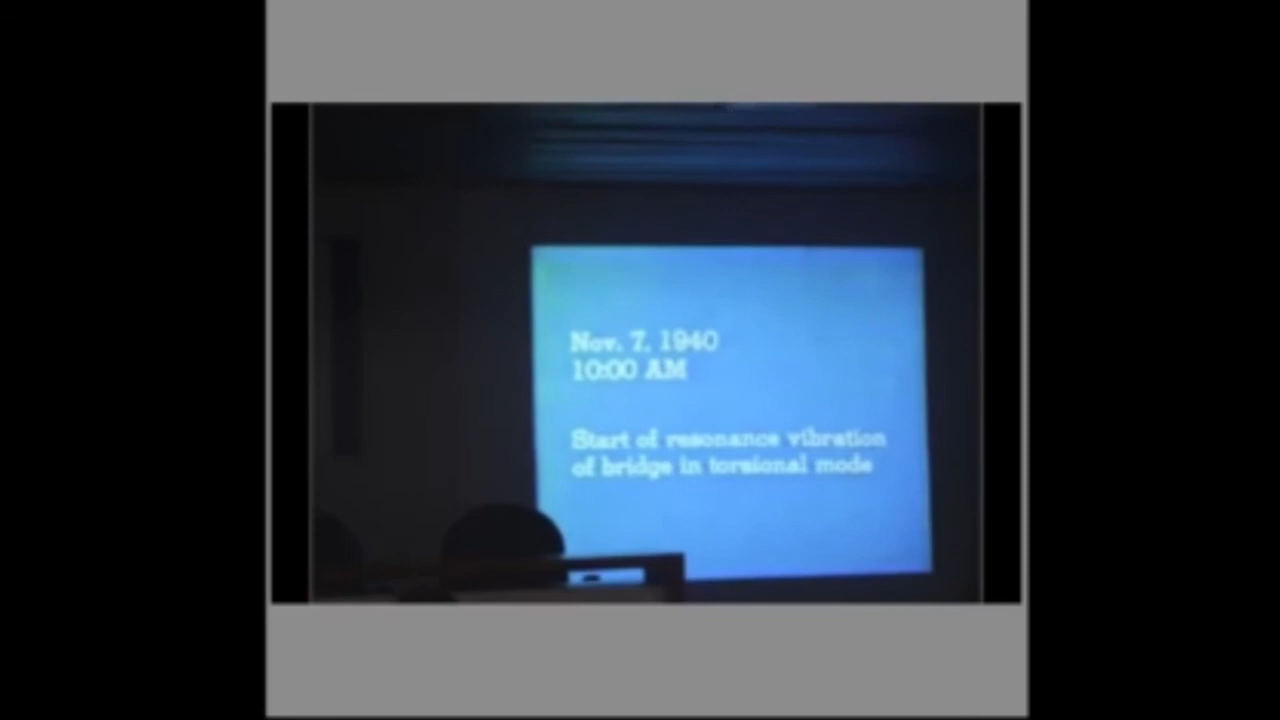 Nov. 7, 1940
10:00 AM
Start of resonance vibration
of bridge in torsional mode